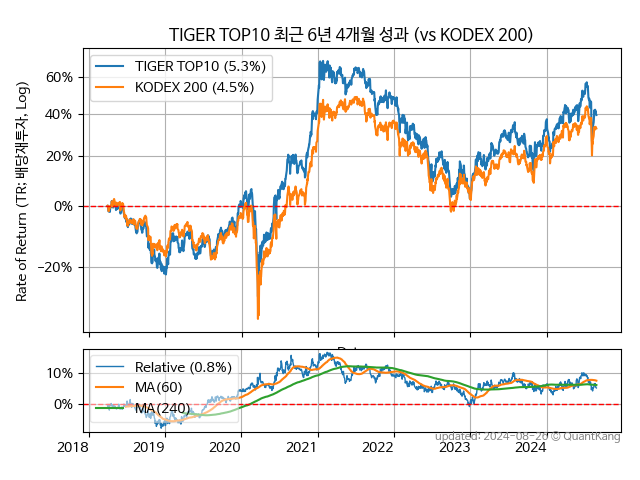 TIGER TOP10 최근 6년 4개월 성과 (vs KODEX 200)
Rate of Return (TR: 배당재투자, Log)
TIGER TOP10 (5.3%)
KODEX 200 (4.5%)
60%
40%
20%
0%
−20%
Relative (0.8%)
MA(60)
MA(240)
10%
0%
2018 2019 2020 2021 2022 2023 2024
updated: 2024-08-26 © QuantKang